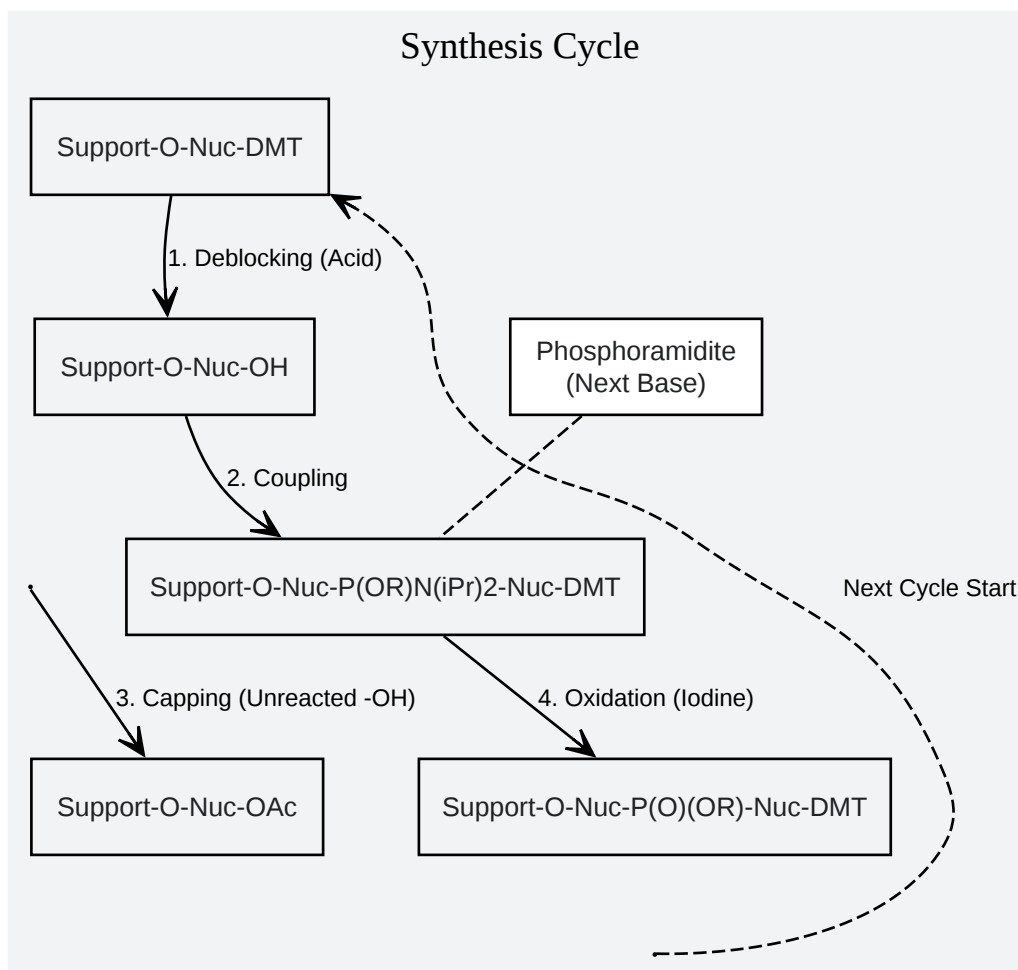 Synthesis Cycle
Support-O-Nuc-DMT
1. Deblocking (Acid)
Support-O-Nuc-OH
Phosphoramidite
(Next Base)
2. Coupling
Support-O-Nuc-P(OR)N(iPr)2-Nuc-DMT
Next Cycle Start
3. Capping (Unreacted -OH)
4. Oxidation (Iodine)
Support-O-Nuc-OAc
Support-O-Nuc-P(O)(OR)-Nuc-DMT